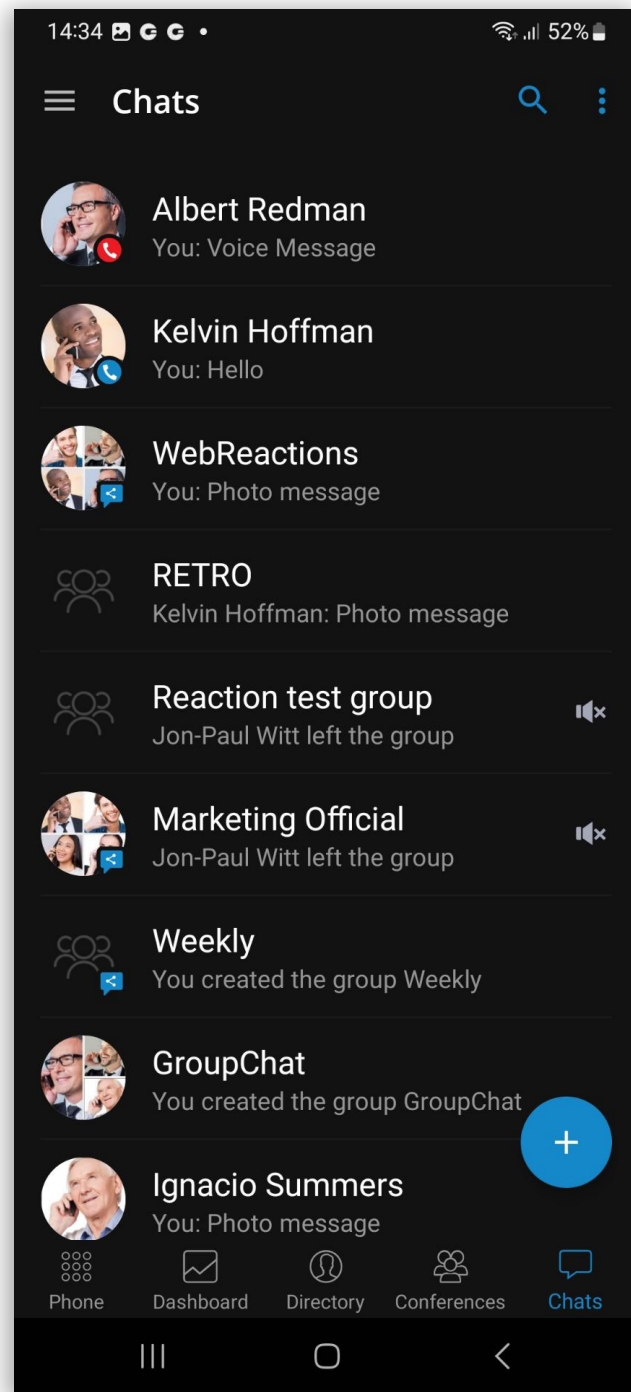 14:34 G G • 52%
Chats
Albert Redman
You: Voice Message
Kelvin Hoffman
You: Hello
WebReactions
You: Photo message
RETRO
Kelvin Hoffman: Photo message
Reaction test group
Jon-Paul Witt left the group
Marketing Official
Jon-Paul Witt left the group
Weekly
You created the group Weekly
GroupChat
You created the group GroupChat
+
Ignacio Summers
You: Photo message
Phone Dashboard Directory Conferences Chats